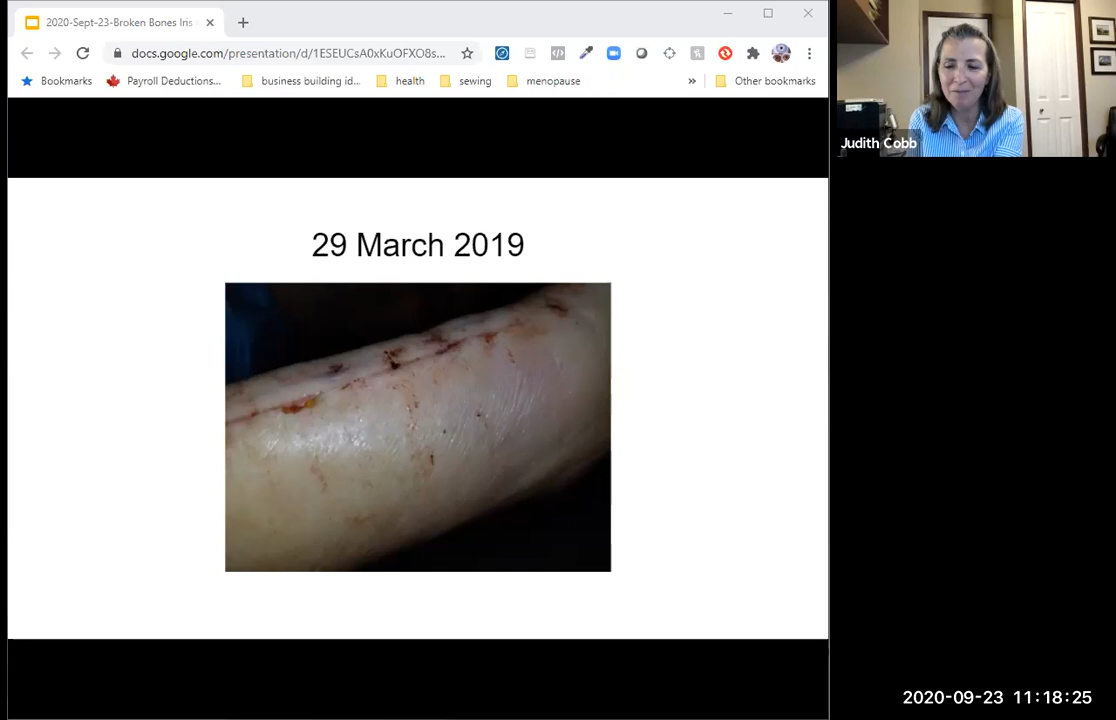 2020-Sept-23-Broken Bones Iris
docs.google.com/presentation/d/1ESEUCsA0xKuOFXO8s...
Bookmarks
Payroll Deductions...
business building id...
health
sewing
menopause
»
Other bookmarks
Judith Cobb
29 March 2019
2020-09-23 11:18:25